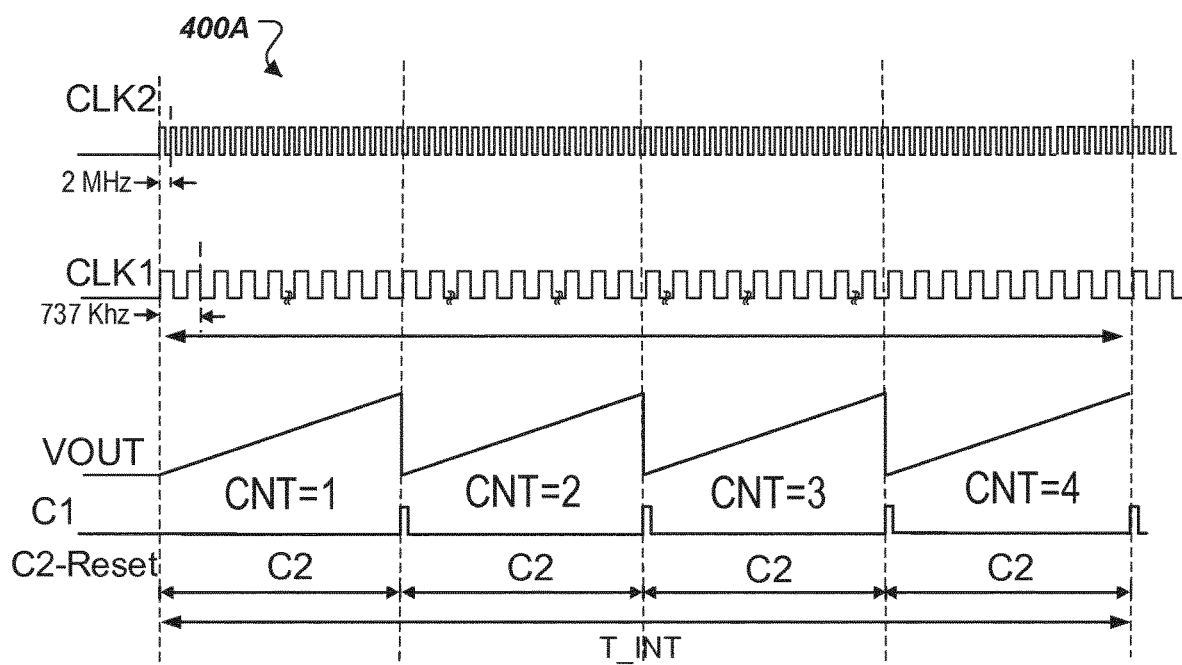 400A
CLK2
2 MHz
CLK1
737 Khz
VOUT
CNT=1 CNT=2 CNT=3 CNT=4
C1
C2-Reset C2 C2 C2 C2
T_INT